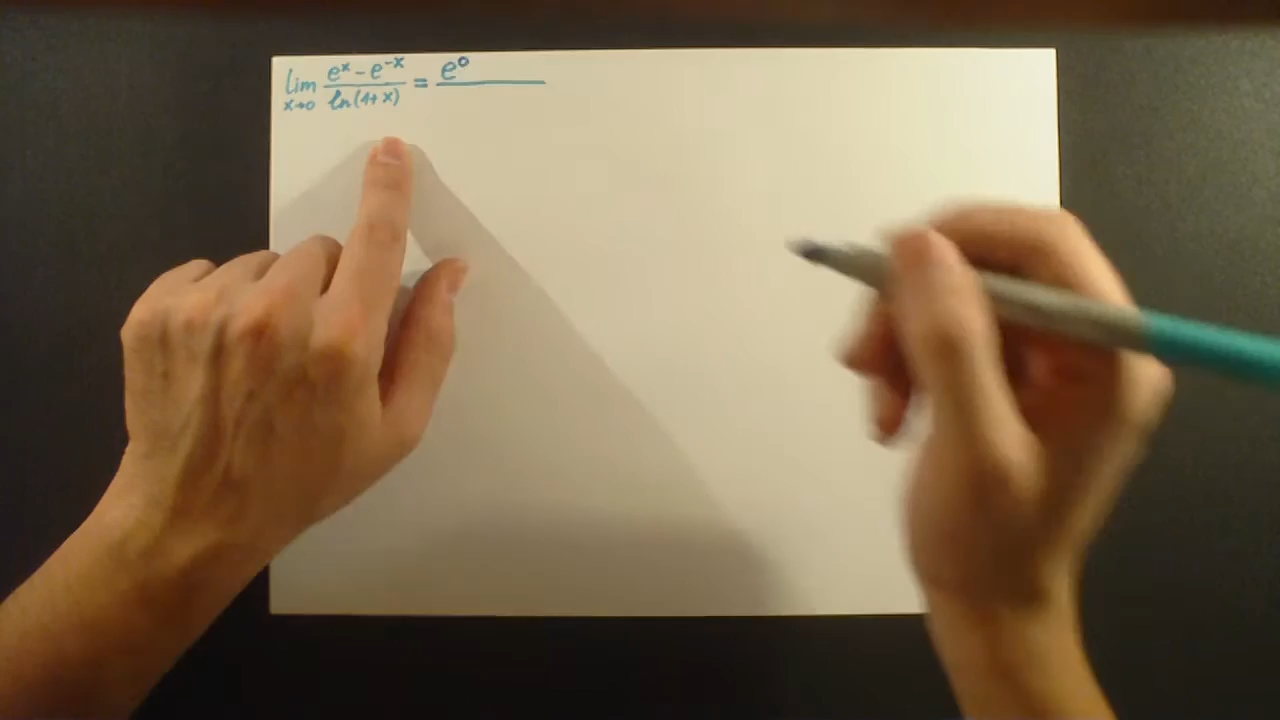 lim x→0 (e^x - e^-x) / ln(1+x) = e^0